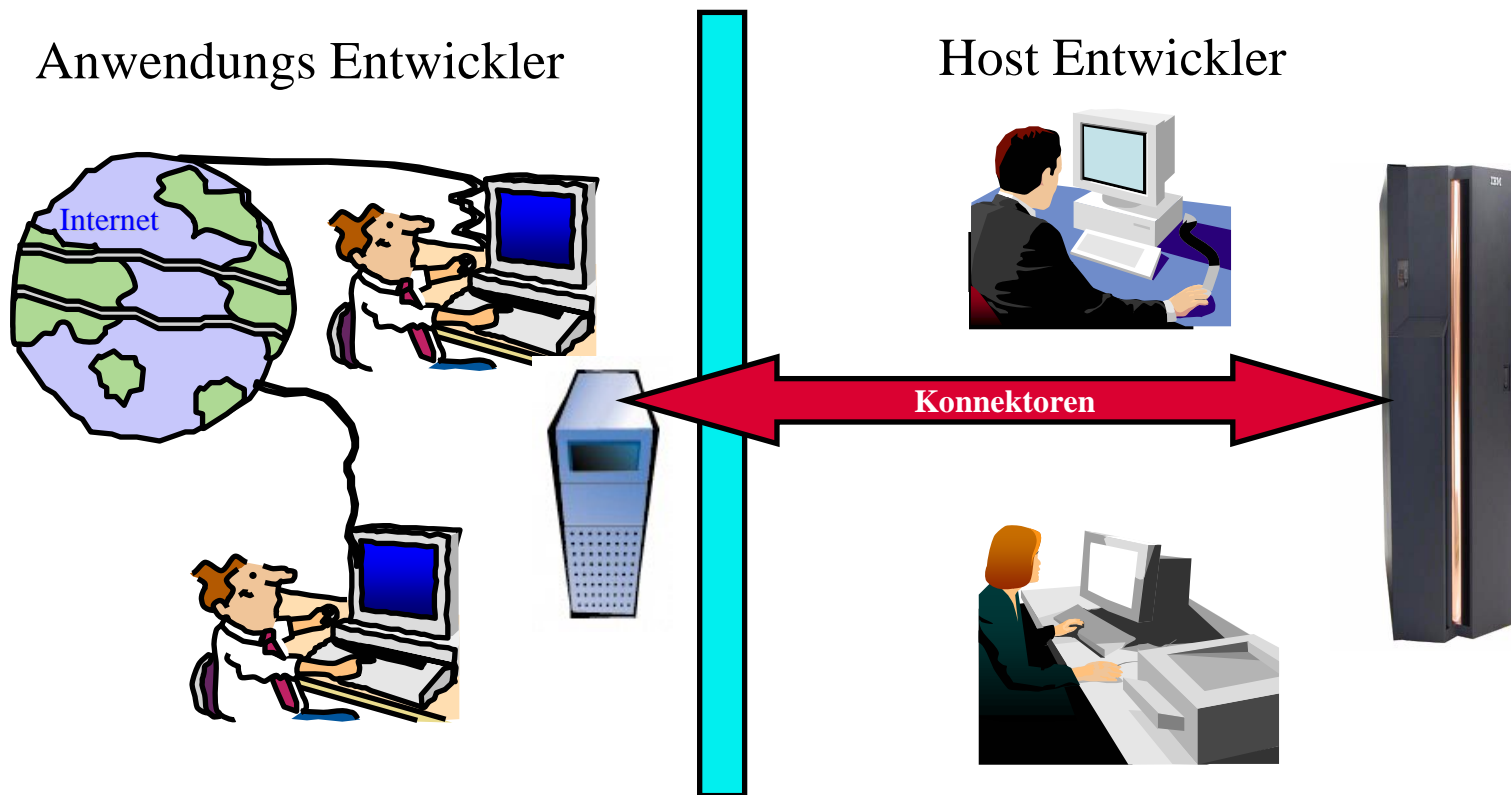 Anwendungs Entwickler
Host Entwickler
Internet
IBM
Konnektoren